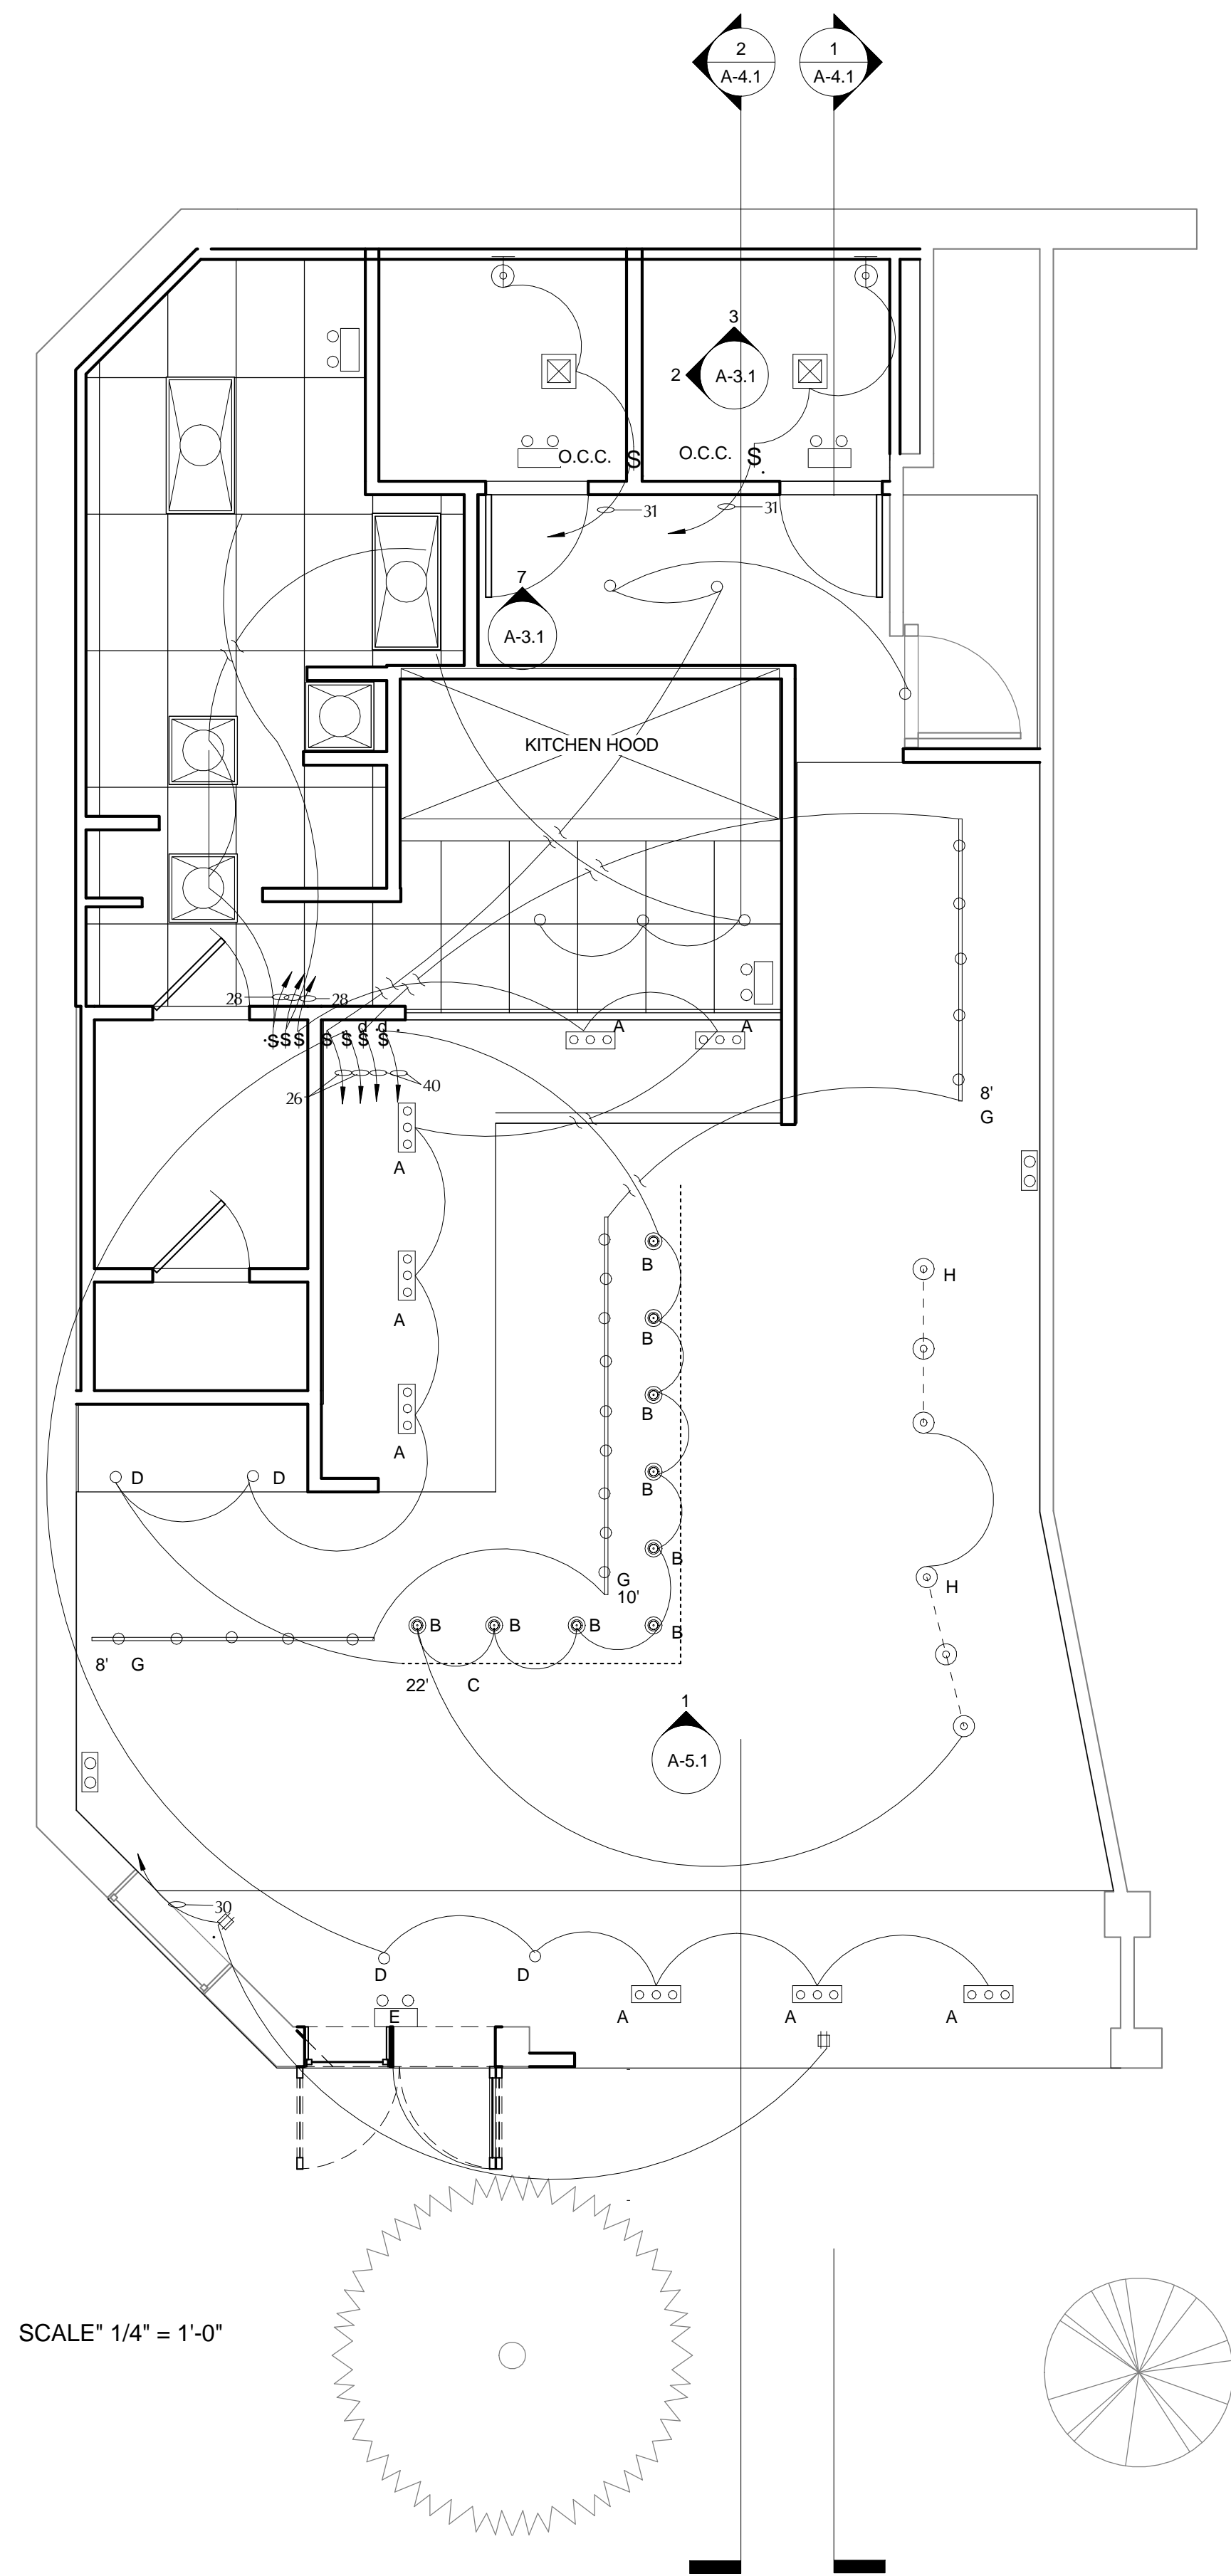 2 1
A-4.1 A-4.1
3
2 A-3.1
O.C.C. $ O.C.C. $
31 31
7
A-3.1
KITCHEN HOOD
28 28
d d
$ $ $ $ $ $ $
A A
26 40
8'
G
A
B
H
A
B
B
A
B
D D
B
G
10'
H
B B B B
8' G
22' C
1
A-5.1
30
D D
E
A A A
SCALE" 1/4" = 1'-0"